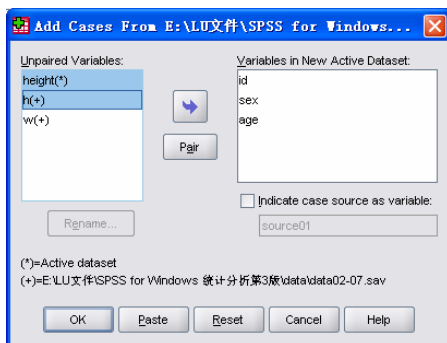 Add Cases From E:\LU文件\SPSS for Windows...
Unpaired Variables:
height(*)
h(+)
w(+)
Rename...
Pair
Variables in New Active Dataset:
id
sex
age
Indicate case source as variable:
source01
(*)=Active dataset
(+)=E:\LU文件\SPSS for Windows 统计分析第3版\data\data02-07.sav
OK
Paste
Reset
Cancel
Help